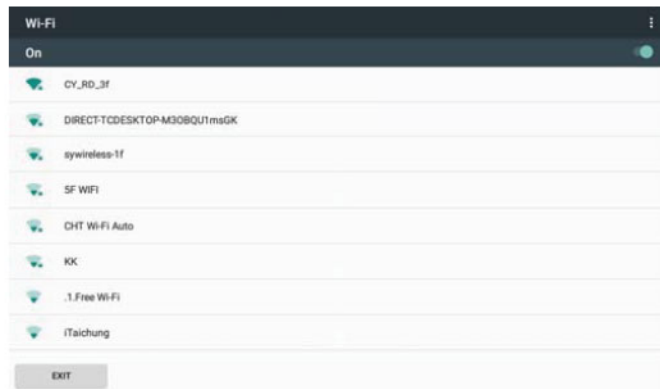 Wi-Fi
On
CY_RD_3f
DIRECT-TCDESKTOP-M3OBQU1msGK
sywireless-1f
5F WIFI
CHT Wi-Fi Auto
KK
.1.Free Wi-Fi
iTaichung
EXIT